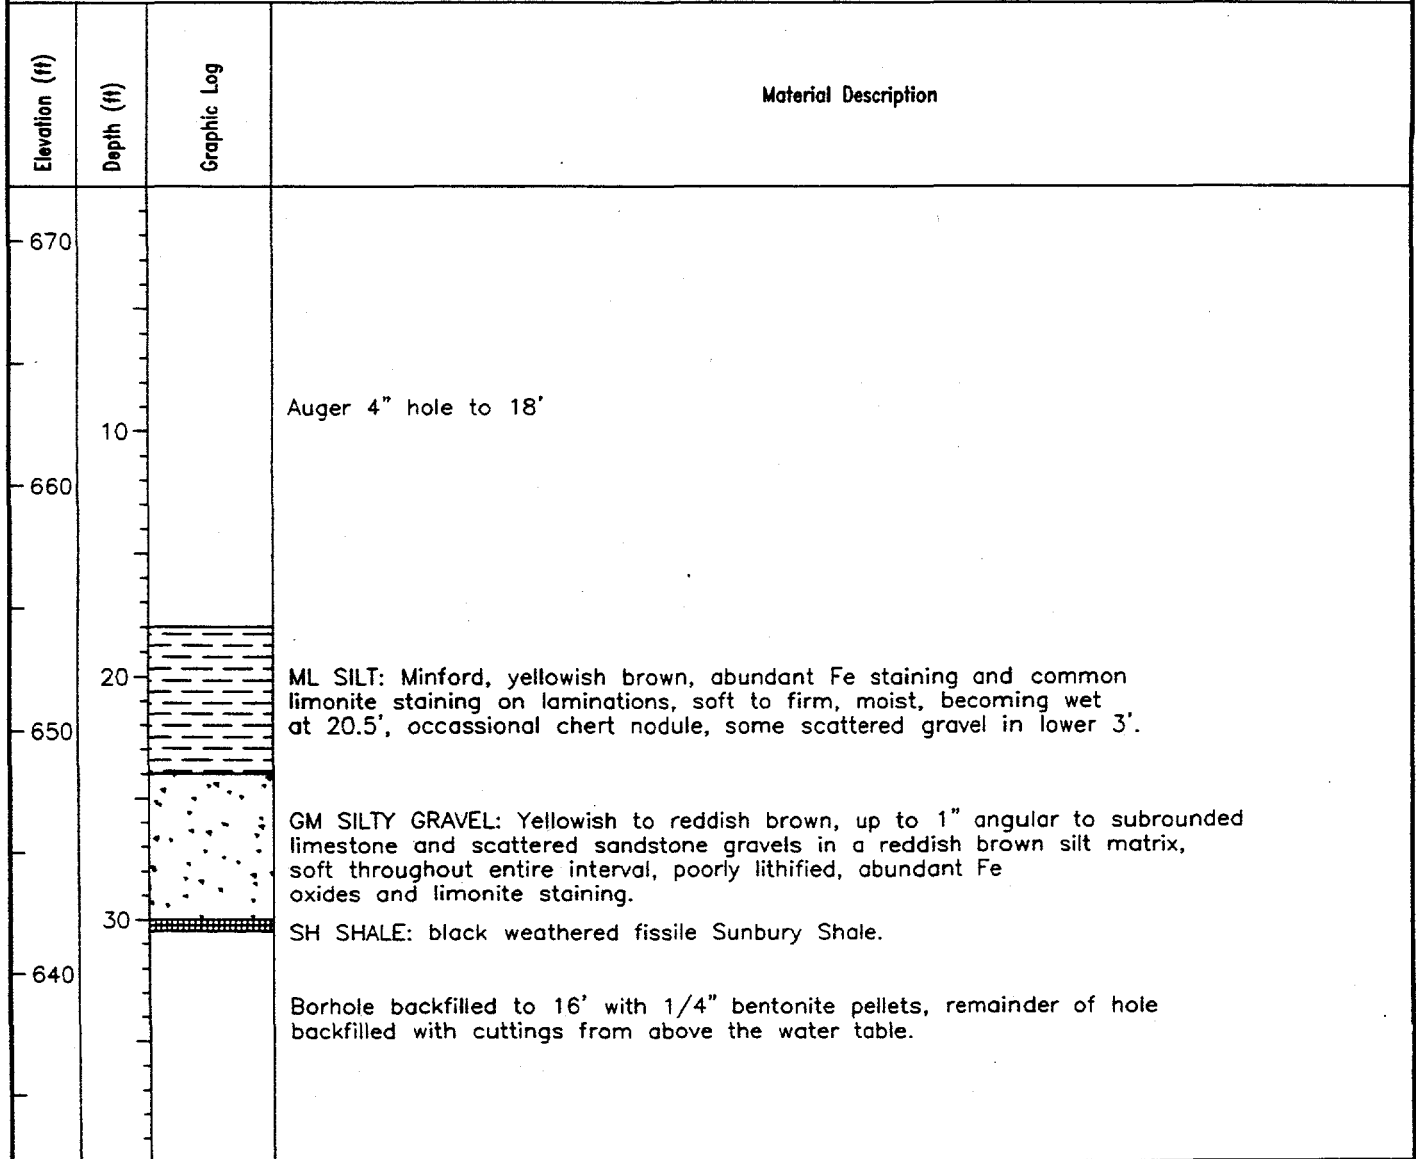 Elevation (ft)
Depth (ft)
Graphic Log
Material Description
670
Auger 4" hole to 18'
10
660
20
ML SILT: Minford, yellowish brown, abundant Fe staining and common
limonite staining on laminations, soft to firm, moist, becoming wet
at 20.5', occassional chert nodule, some scattered gravel in lower 3'.
650
GM SILTY GRAVEL: Yellowish to reddish brown, up to 1" angular to subrounded
limestone and scattered sandstone gravels in a reddish brown silt matrix,
soft throughout entire interval, poorly lithified, abundant Fe
oxides and limonite staining.
30
SH SHALE: black weathered fissile Sunbury Shale.
640
Borhole backfilled to 16' with 1/4" bentonite pellets, remainder of hole
backfilled with cuttings from above the water table.